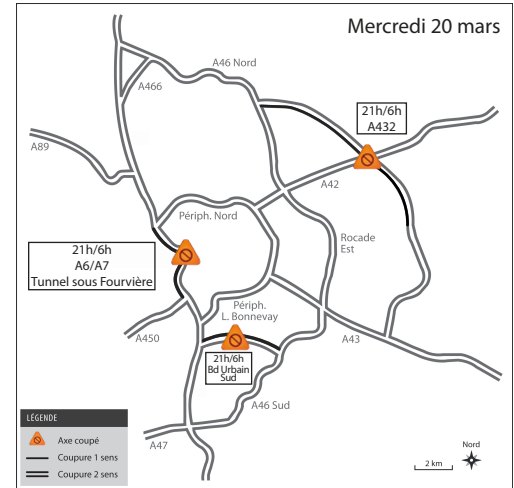 Mercredi 20 mars
A46 Nord
A466
21h/6h
A432
A89
A42
Périph. Nord
Rocade
Est
21h/6h
A6/A7
Tunnel sous Fourvière
Périph.
L. Bonnevay
A450
A43
21h/6h
Bd Urbain
Sud
A46 Sud
A47
LÉGENDE
Axe coupé
Coupure 1 sens
Coupure 2 sens
Nord
2 km